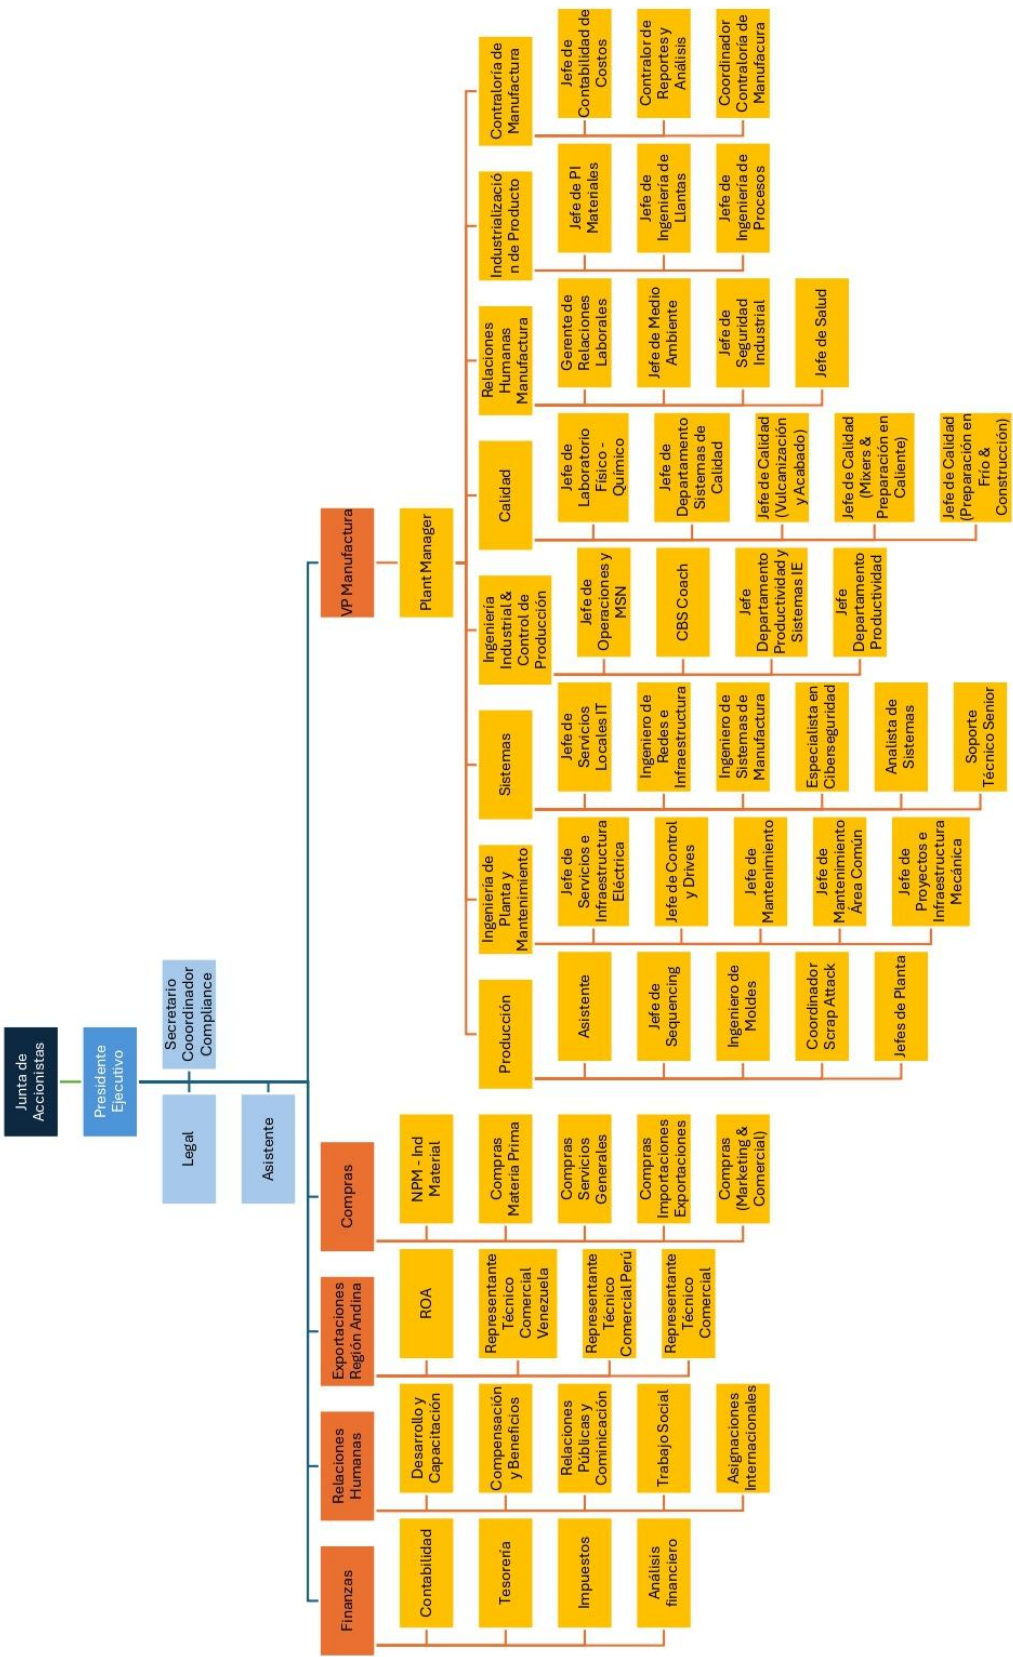 Junta de
Accionistas
Presidente
Ejecutivo
Legal
Secretario
Cooordinador
Compliance
Asistente
Finanzas
Contabilidad
Tesorería
Impuestos
Análisis
financiero
Relaciones
Humanas
Desarrollo y
Capacitación
Compensación
y Beneficios
Relaciones
Públicas y
Cominicación
Trabajo Social
Asignaciones
Internacionales
Exportaciones
Región Andina
ROA
Representante
Técnico
Comercial
Venezuela
Representante
Técnico
Comercial Perú
Representante
Técnico
Comercial
Compras
NPM - Ind
Material
Compras
Materia Prima
Compras
Servicios
Generales
Compras
Importaciones
Exportaciones
Compras
(Marketing &
Comercial)
VP Manufactura
Plant Manager
Producción
Asistente
Jefe de
Sequencing
Ingeniero de
Moldes
Coordinador
Scrap Attack
Jefes de Planta
Ingeniería de
Planta y
Mantenimiento
Jefe de
Servicios e
Infraestructura
Eléctrica
Jefe de Control
y Drives
Jefe de
Mantenimiento
Jefe de
Mantenimiento
Área Común
Jefe de
Proyectos e
Infraestructura
Mecánica
Sistemas
Jefe de
Servicios
Locales IT
Ingeniero de
Redes e
Infraestructura
Ingeniero de
Sistemas de
Manufactura
Especialista en
Ciberseguridad
Analista de
Sistemas
Soporte
Técnico Senior
Ingeniería
Industrial &
Control de
Producción
Jefe de
Operaciones y
MSN
CBS Coach
Jefe
Departamento
Productividad y
Sistemas IE
Jefe
Departamento
Productividad
Calidad
Jefe de
Laboratorio
Físico -
Químico
Jefe de
Departamento
Sistemas de
Calidad
Jefe de Calidad
(Vulcanización
y Acabado)
Jefe de Calidad
(Mixers &
Preparación en
Caliente)
Jefe de Calidad
(Preparación en
Frío &
Construcción)
Relaciones
Humanas
Manufactura
Gerente de
Relaciones
Laborales
Jefe de Medio
Ambiente
Jefe de
Seguridad
Industrial
Jefe de Salud
Industrializació
n de Producto
Jefe de PI
Materiales
Jefe de
Ingeniería de
Llantas
Jefe de
Ingeniería de
Procesos
Contraloría de
Manufactura
Jefe de
Contabilidad de
Costos
Contralor de
Reportes y
Análisis
Coordinador
Contraloría de
Manufacura